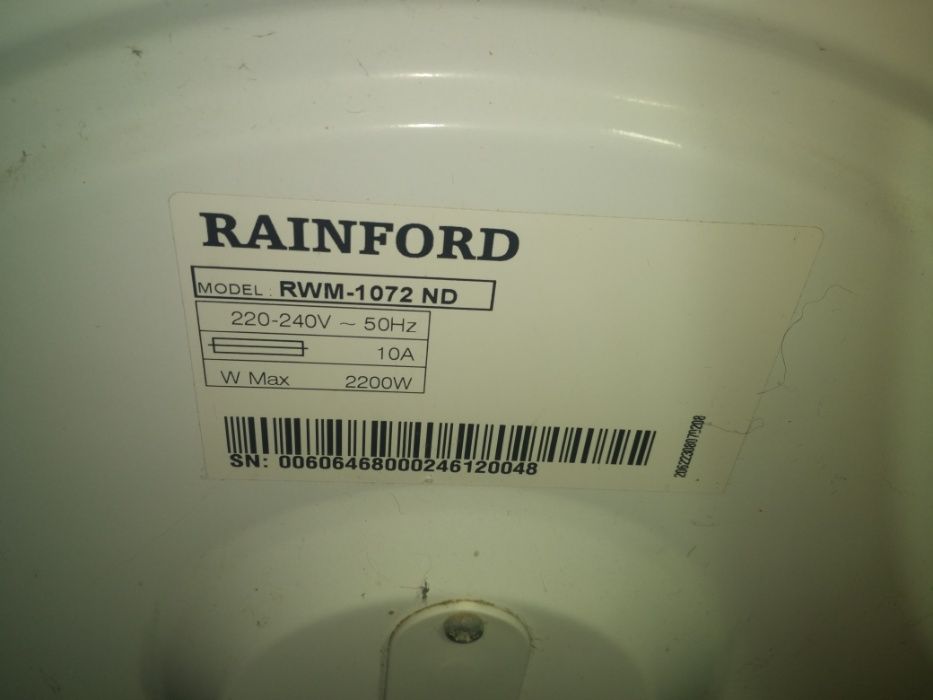 RAINFORD
MODEL : RWM-1072 ND
220-240V ~ 50Hz
10A
W Max 2200W
SN: 00606468000246120048